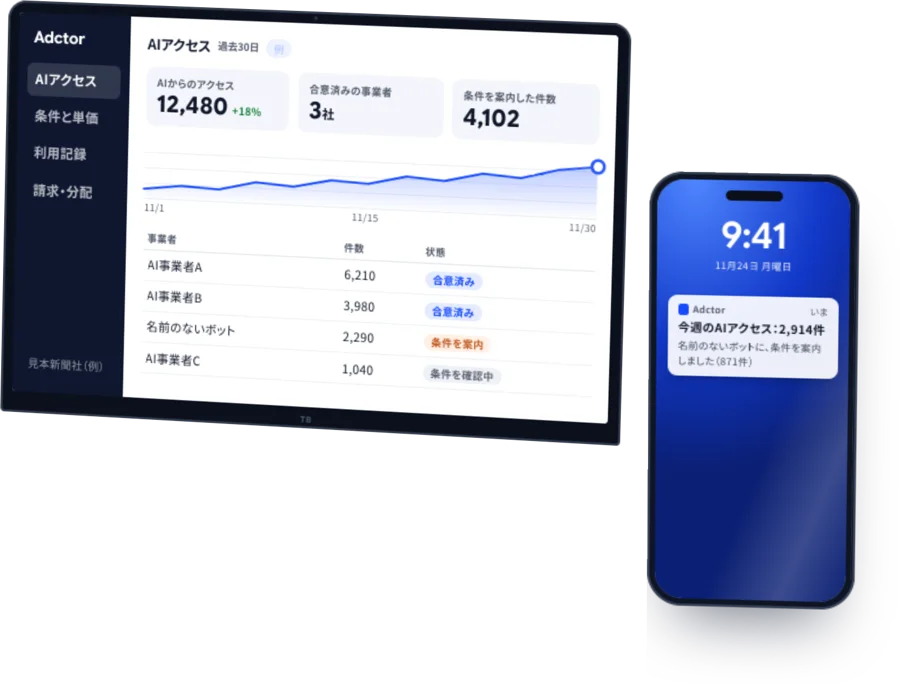 Adctor
AIアクセス
条件と単価
利用記録
請求・分配
見本新聞社（例）
AIアクセス 過去30日 例
AIからのアクセス
12,480 +18%
合意済みの事業者
3社
条件を案内した件数
4,102
11/1 11/15 11/30
事業者 件数 状態
AI事業者A 6,210 合意済み
AI事業者B 3,980 合意済み
名前のないボット 2,290 条件を案内
AI事業者C 1,040 条件を確認中
9:41
11月24日 月曜日
Adctor いま
今週のAIアクセス：2,914件
名前のないボットに、条件を案内
しました（871件）